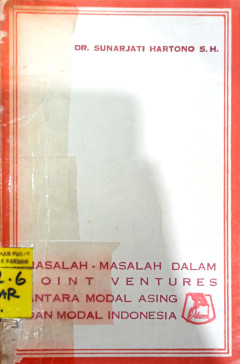 DR. SUNARJATI HARTONO S.H.
MASALAH - MASALAH DALAM
JOINT VENTURES
ANTARA MODAL ASING
DAN MODAL INDONESIA